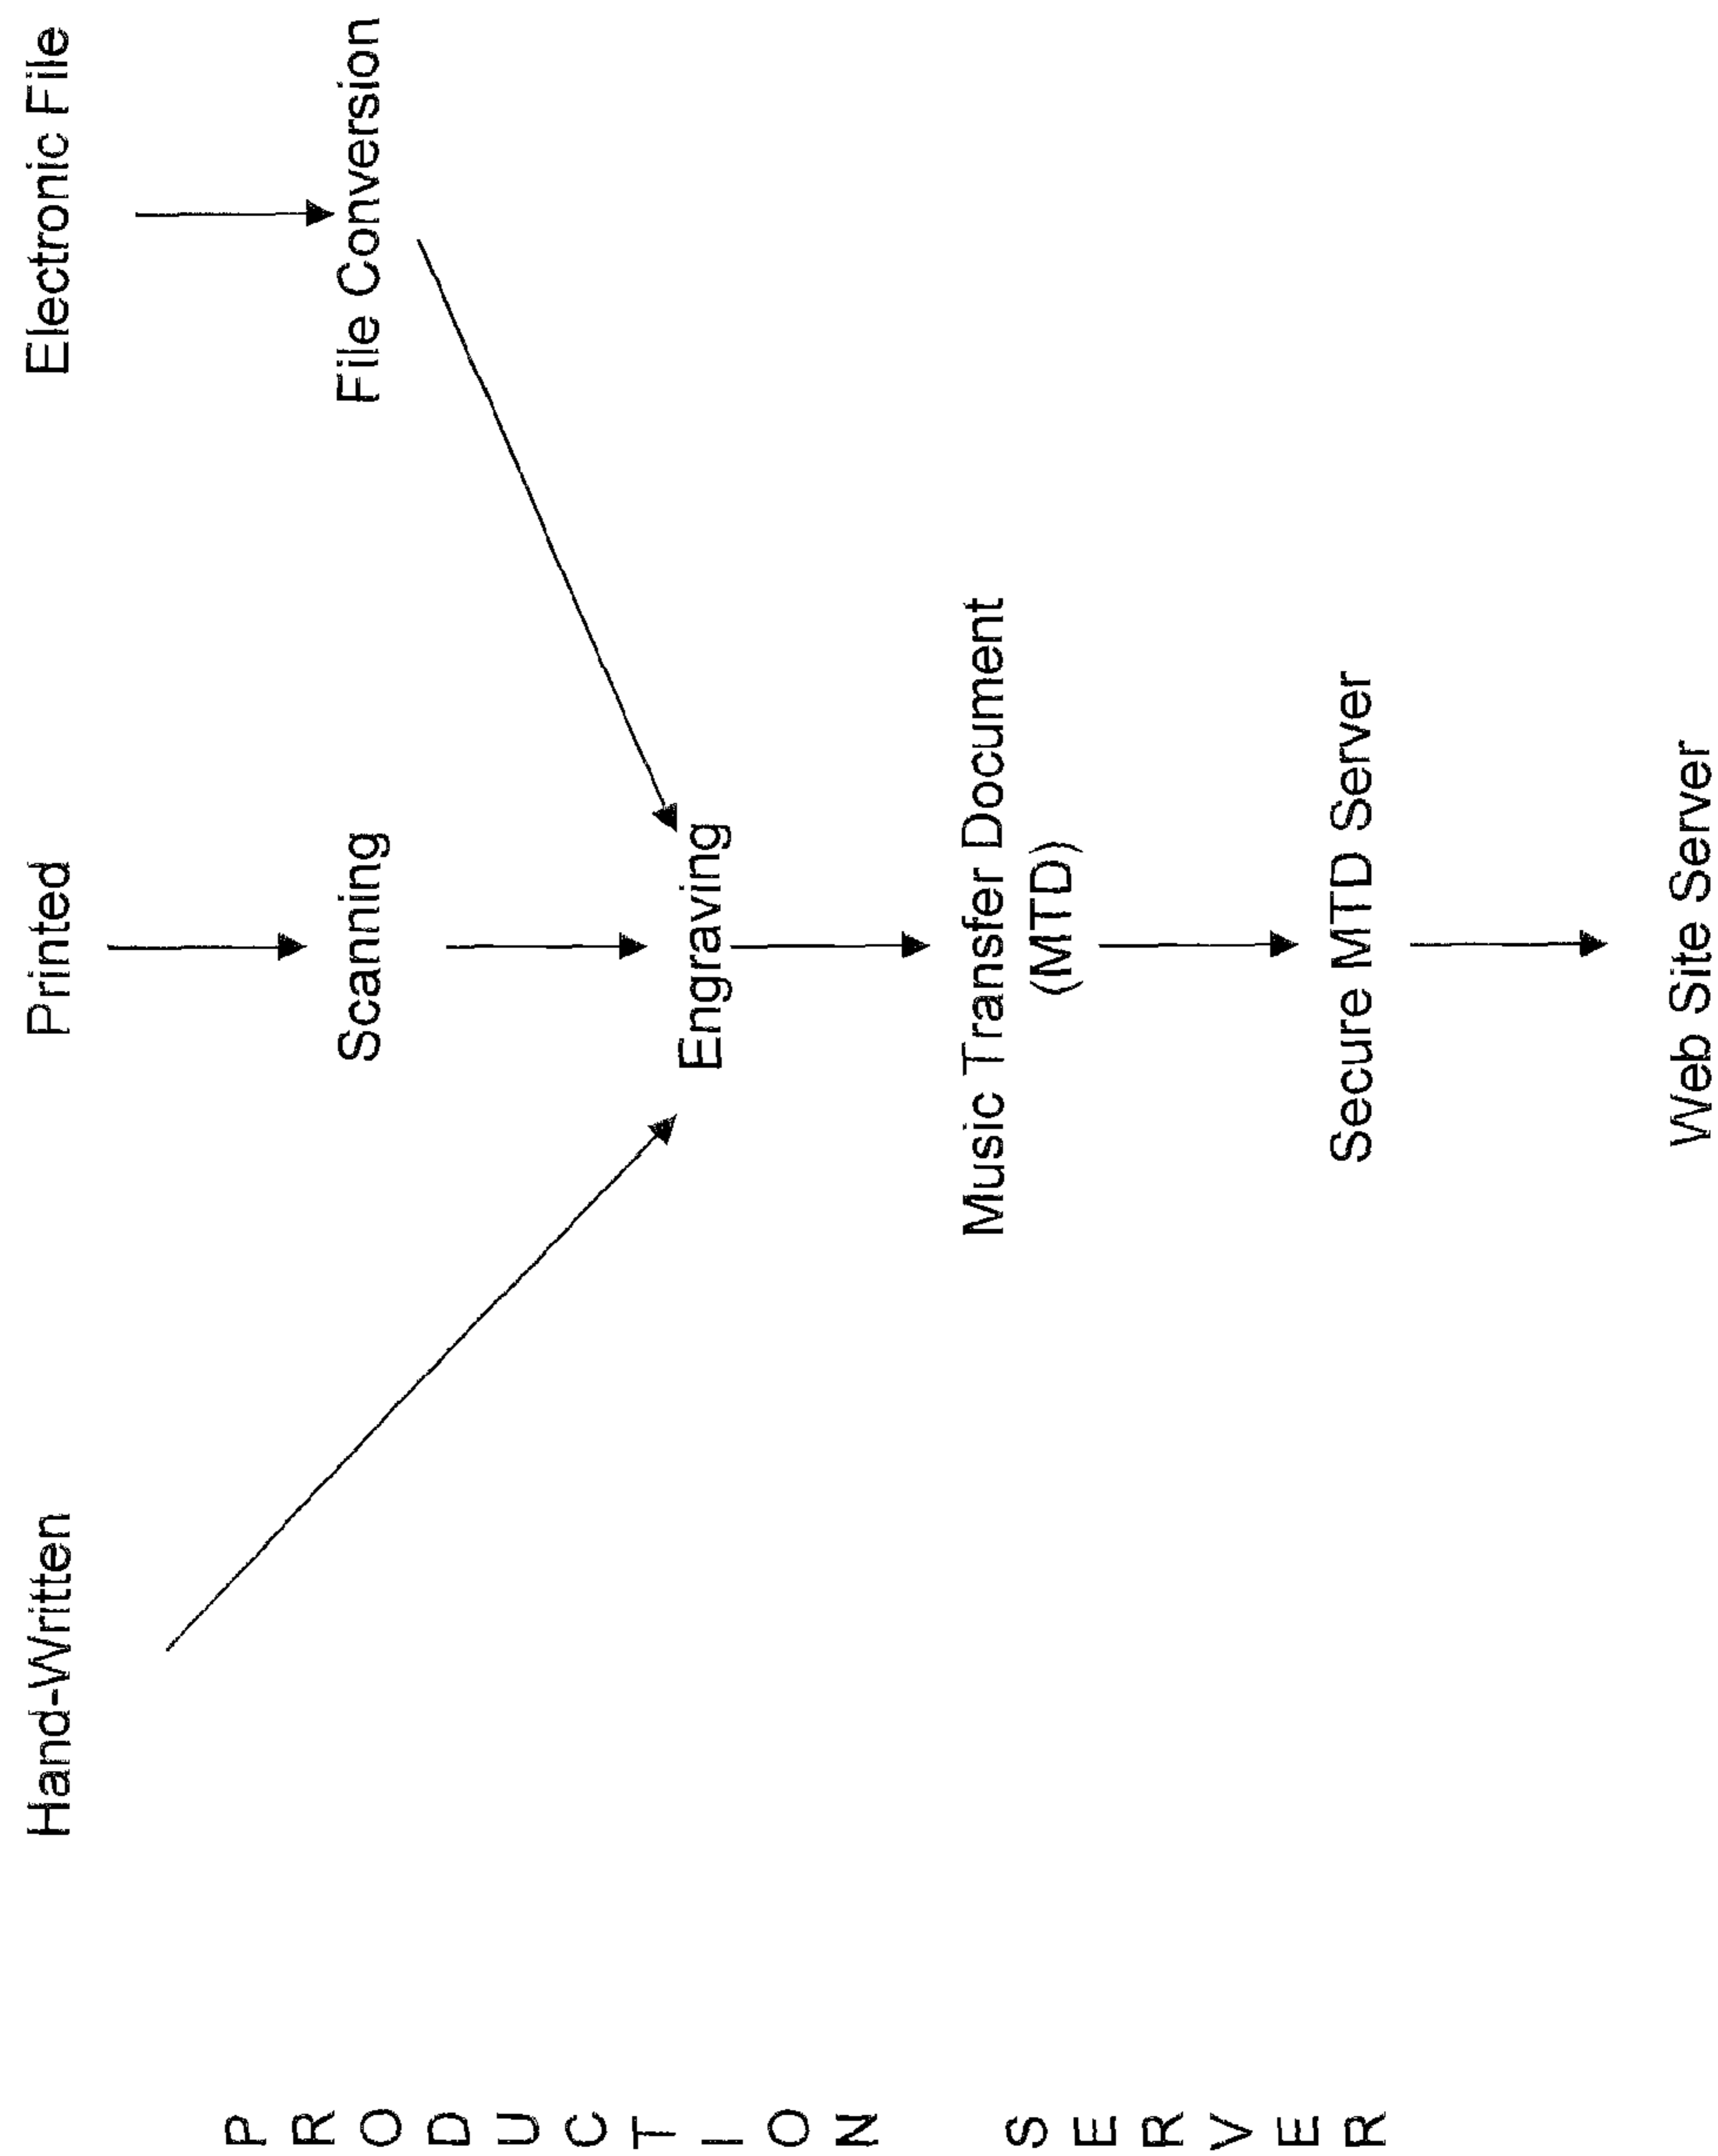 Hand-Written
Printed
Electronic File
Scanning
File Conversion
Engraving
Music Transfer Document
(MTD)
Secure MTD Server
Web Site Server
PRODUCTION SERVER